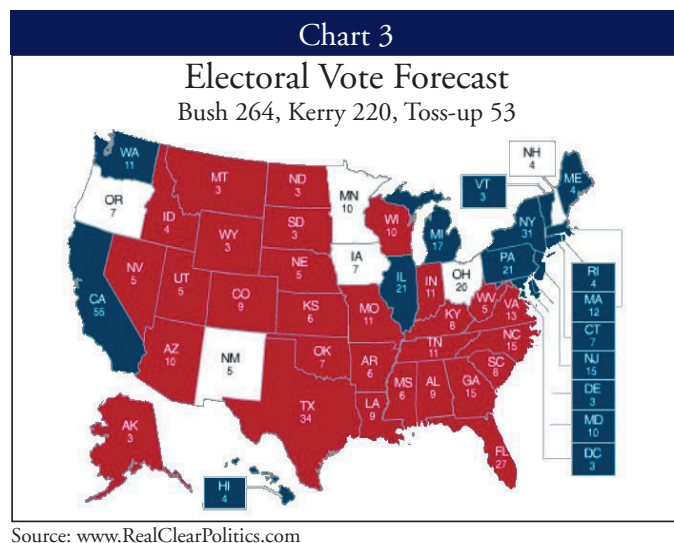 Chart 3
Electoral Vote Forecast
Bush 264, Kerry 220, Toss-up 53
WA
11
OR
7
CA
55
NV
5
ID
4
MT
3
WY
3
UT
5
AZ
10
CO
9
NM
5
ND
3
SD
3
NE
5
KS
6
OK
7
TX
34
MN
10
IA
7
MO
11
AR
6
LA
9
WI
10
IL
21
MI
17
IN
11
OH
20
KY
8
TN
11
MS
6
AL
9
GA
15
FL
27
SC
8
NC
15
VA
13
WV
5
PA
21
NY
31
VT
3
NH
4
ME
4
RI
4
MA
12
CT
7
NJ
15
DE
3
MD
10
DC
3
AK
3
HI
4
Source: www.RealClearPolitics.com